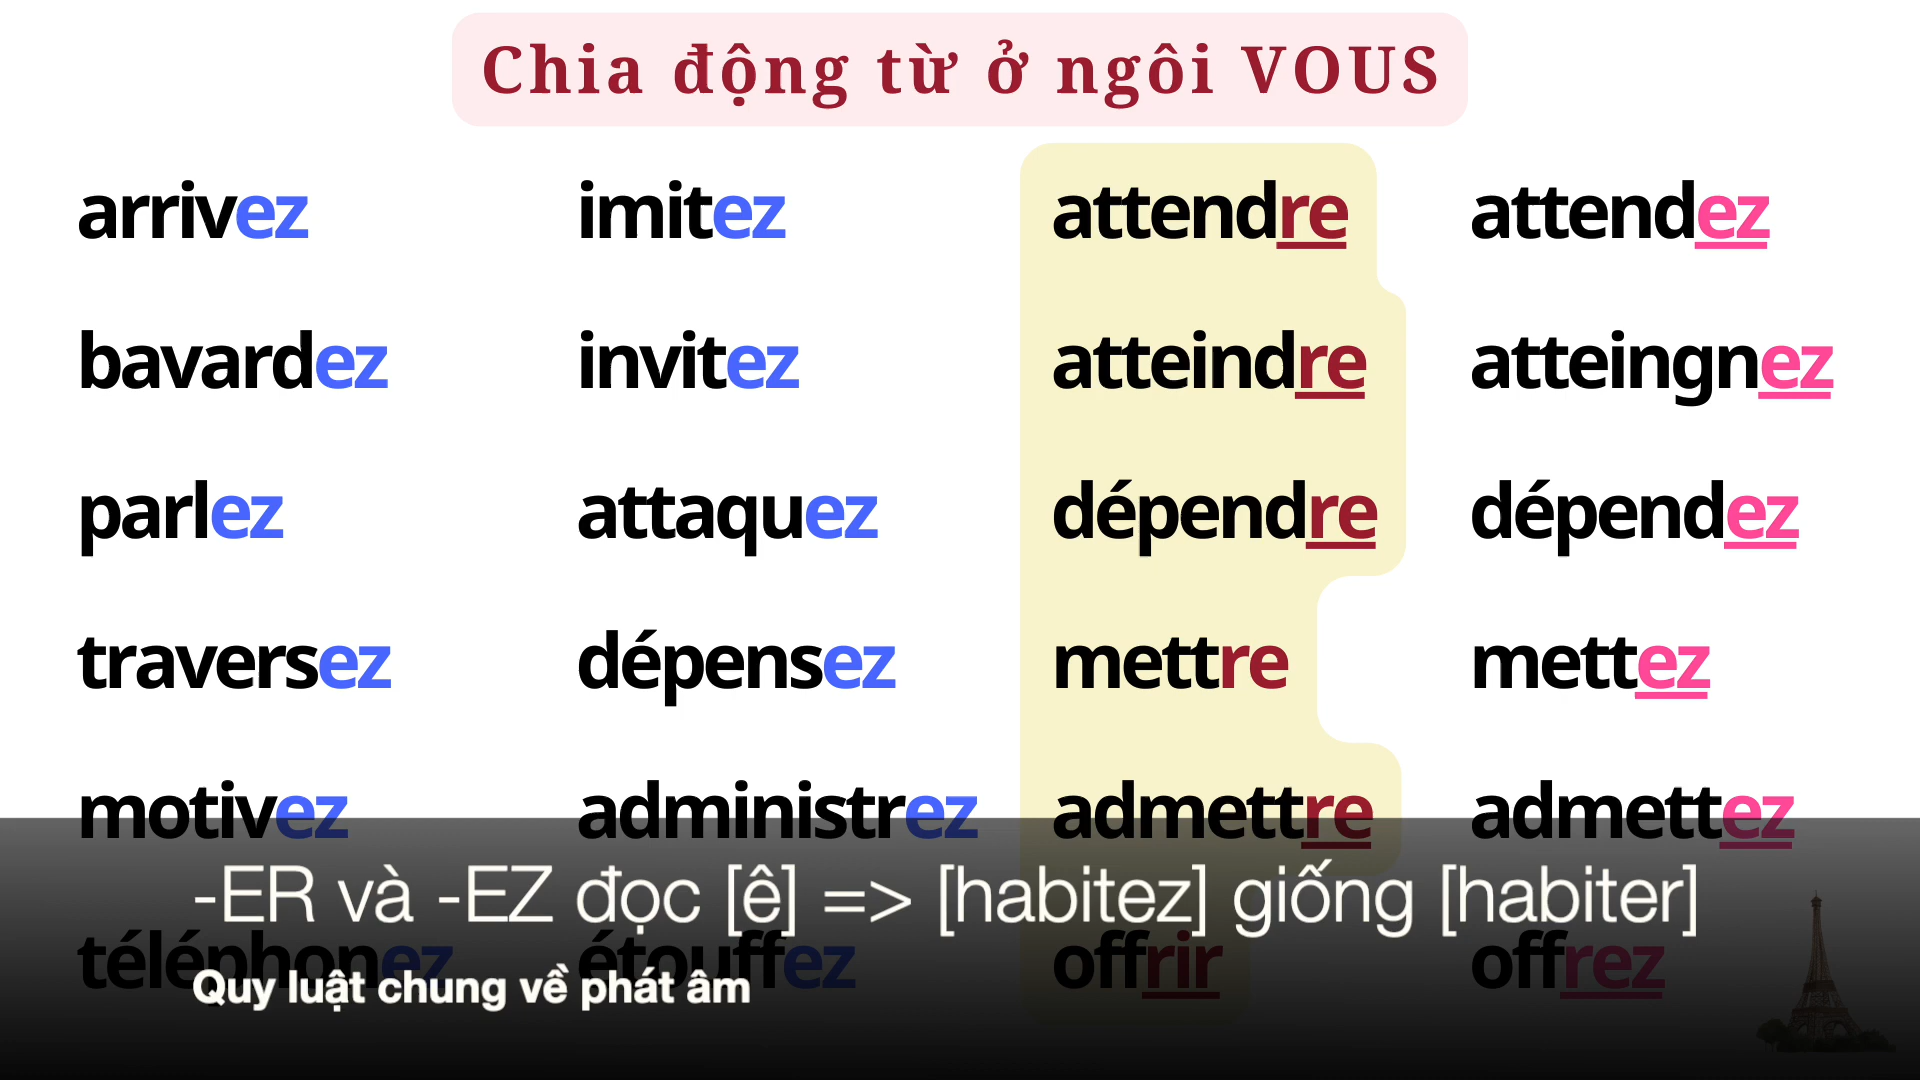 Chia động từ ở ngôi VOUS
arrivez imitez attendre attendez
bavardez invitez atteindre atteingnez
parlez attaquez dépendre dépendez
traversez dépensez mettre mettez
motivez administrez admettre admettez
-ER và -EZ đọc [ê] => [habitez] giống [habiter]
téléphonez étouffez offrir offrez
Quy luật chung về phát âm